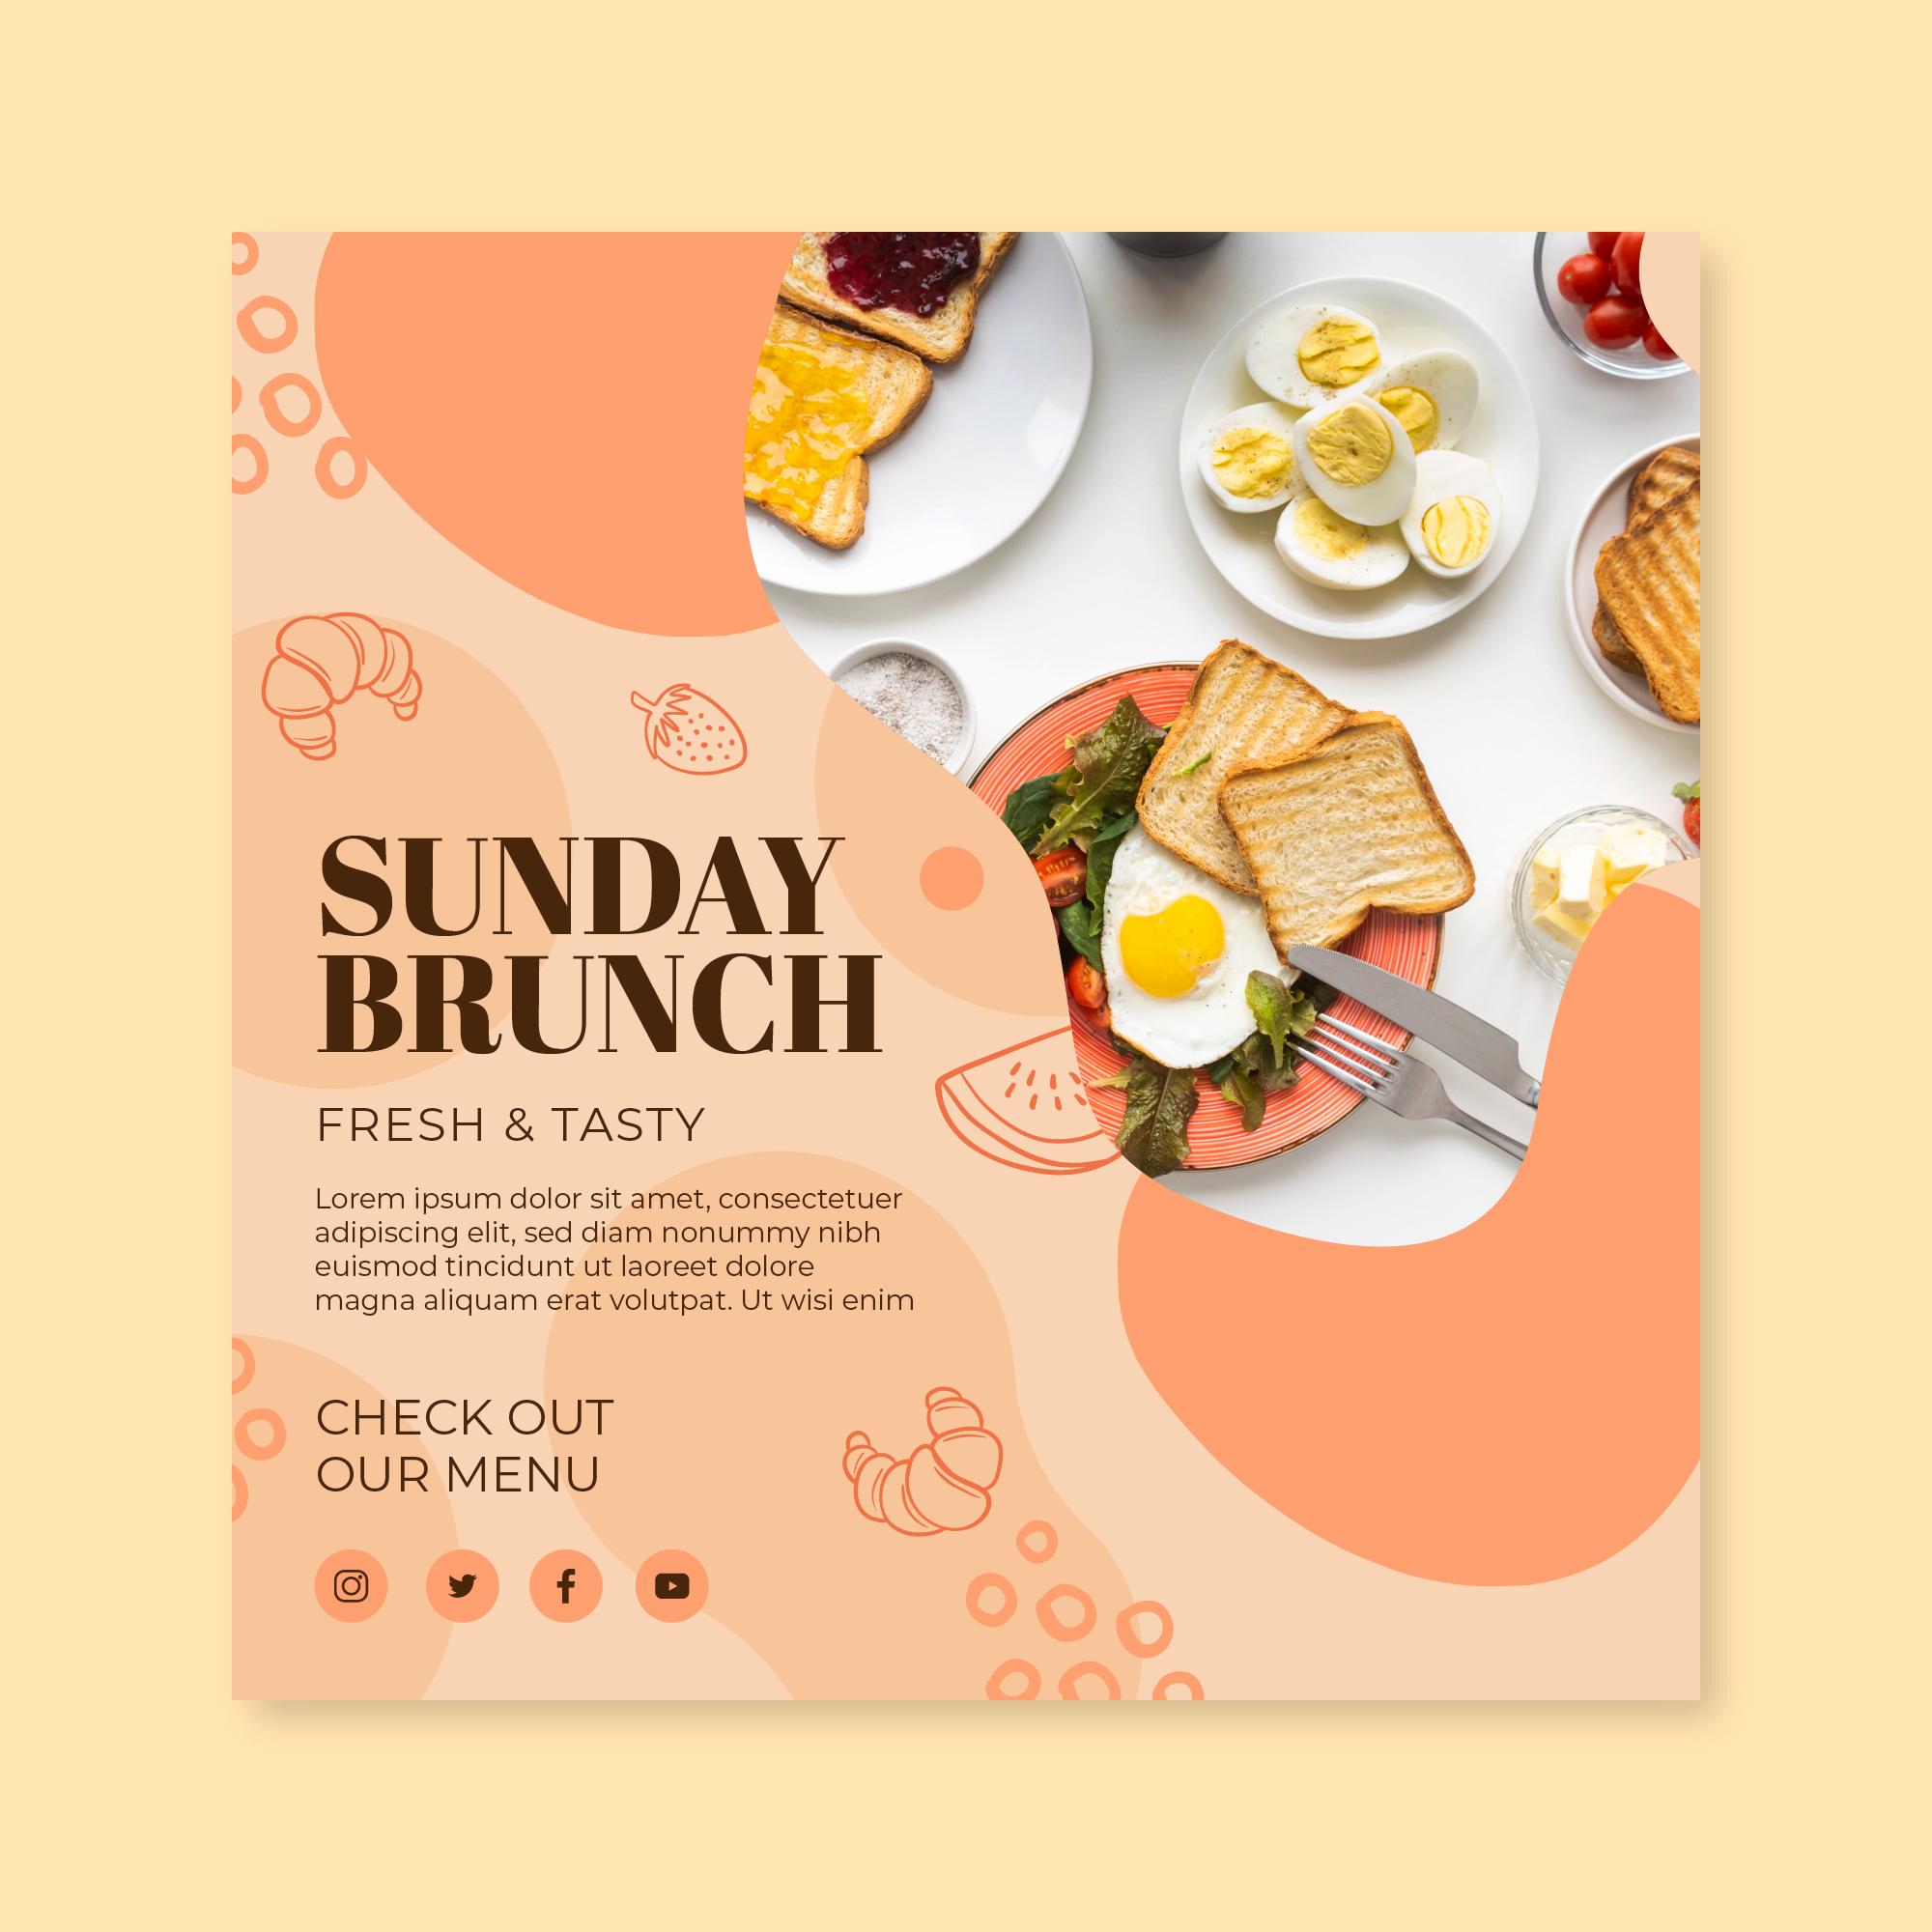 SUNDAY
BRUNCH
FRESH & TASTY
Lorem ipsum dolor sit amet, consectetuer
adipiscing elit, sed diam nonummy nibh
euismod tincidunt ut laoreet dolore
magna aliquam erat volutpat. Ut wisi enim
CHECK OUT
OUR MENU